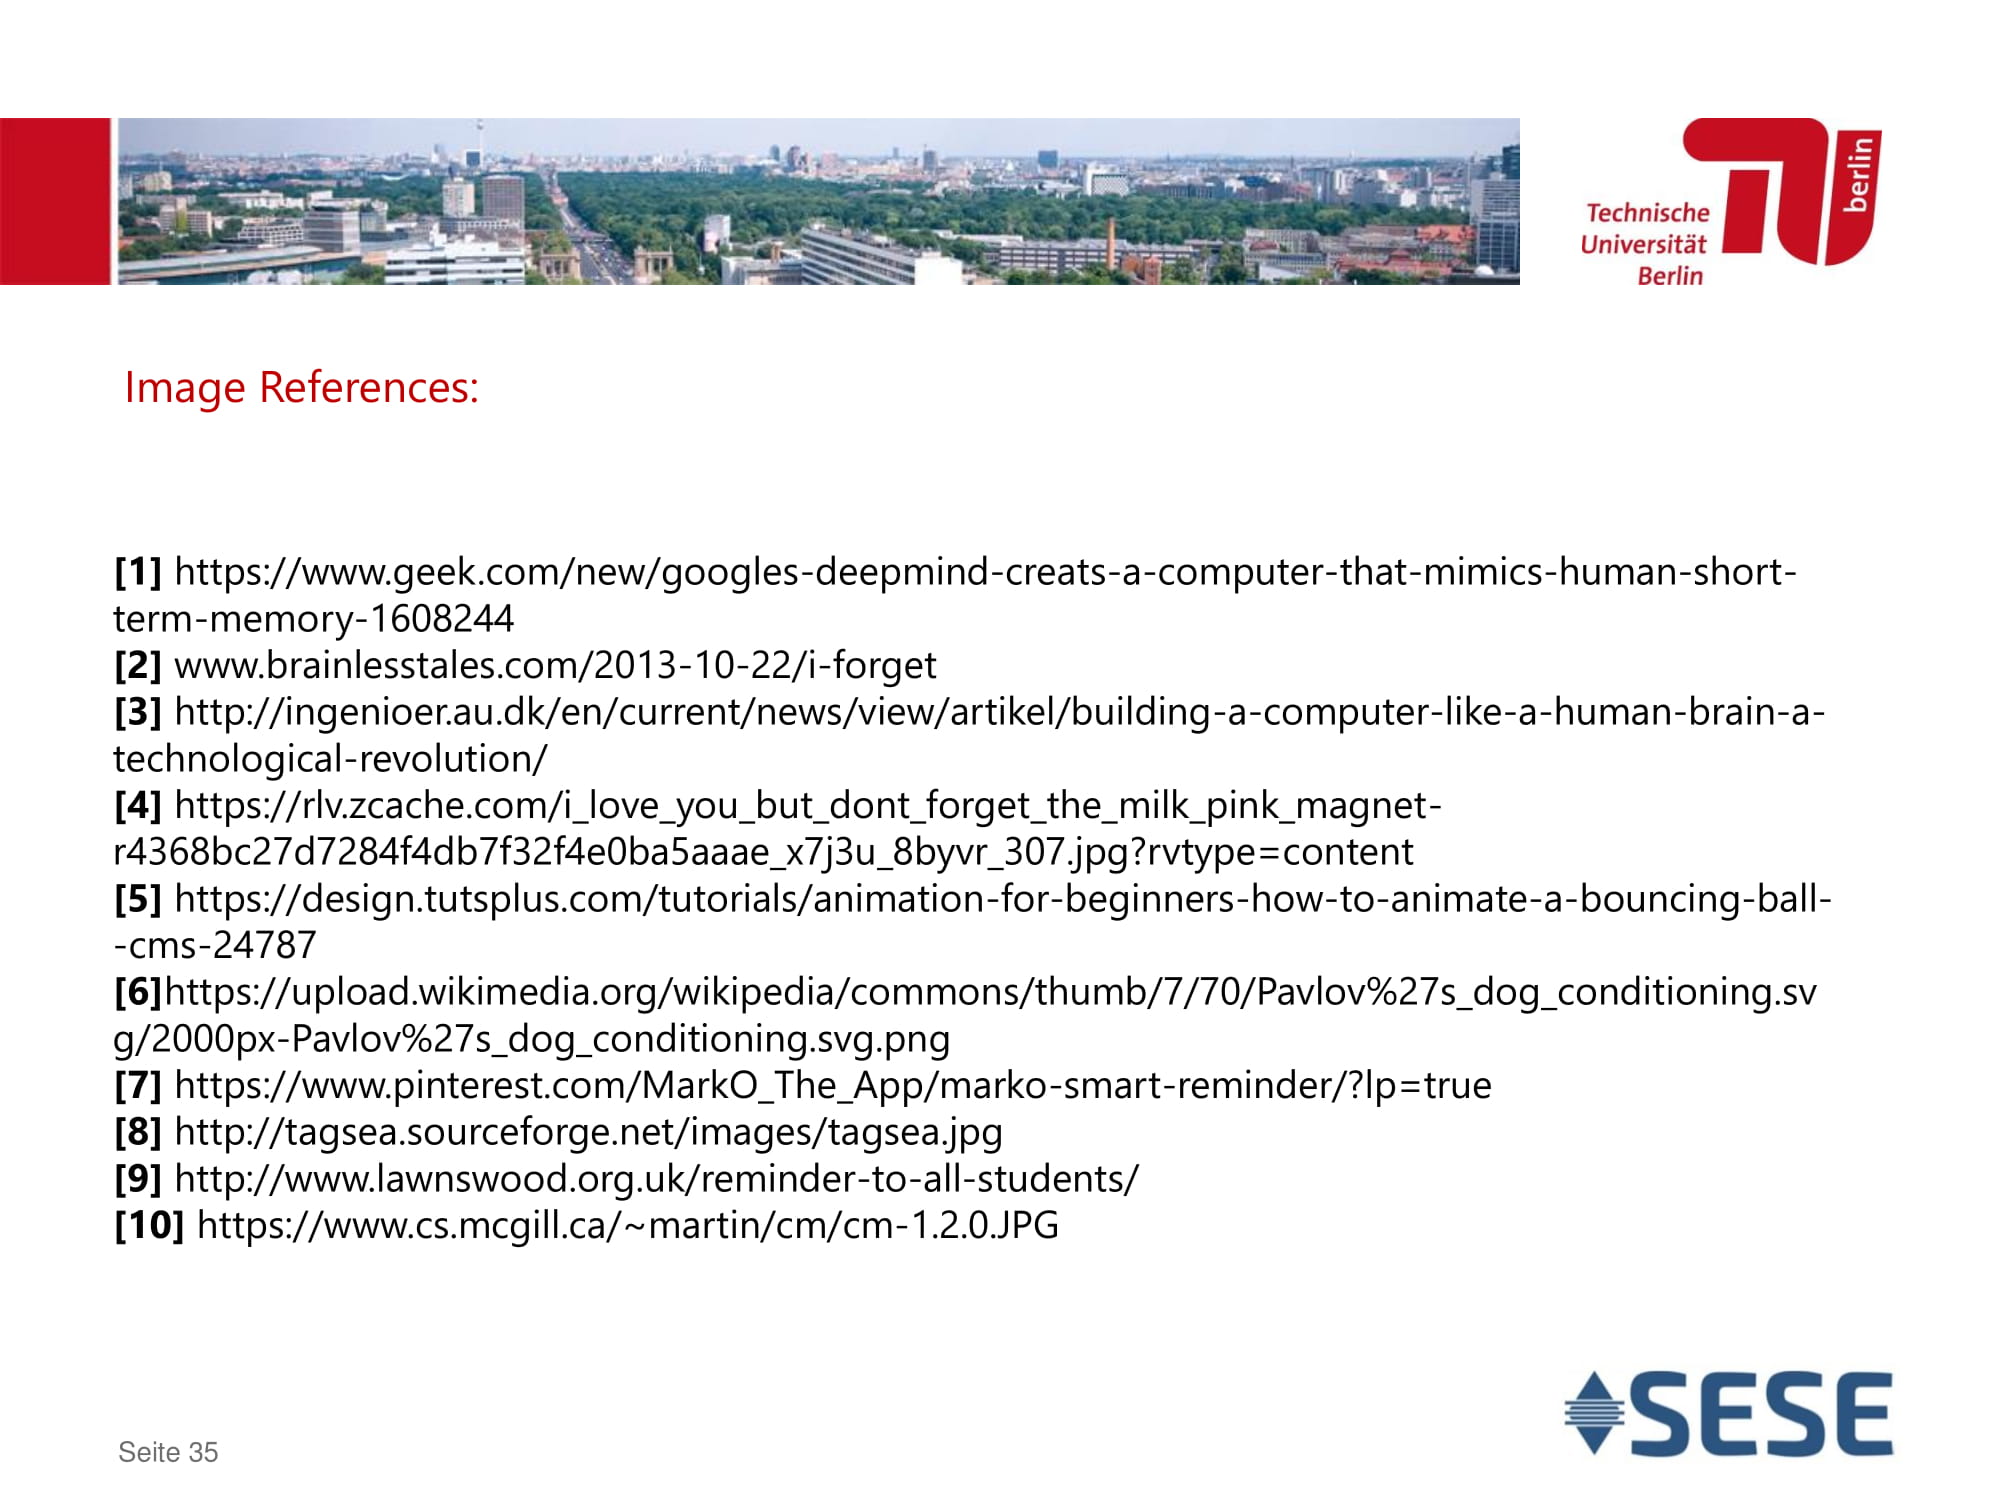 Technische
Universität
Berlin
berlin
Image References:
[1] https://www.geek.com/new/googles-deepmind-creats-a-computer-that-mimics-human-short-
term-memory-1608244
[2] www.brainlesstales.com/2013-10-22/i-forget
[3] http://ingenioer.au.dk/en/current/news/view/artikel/building-a-computer-like-a-human-brain-a-
technological-revolution/
[4] https://rlv.zcache.com/i_love_you_but_dont_forget_the_milk_pink_magnet-
r4368bc27d7284f4db7f32f4e0ba5aaae_x7j3u_8byvr_307.jpg?rvtype=content
[5] https://design.tutsplus.com/tutorials/animation-for-beginners-how-to-animate-a-bouncing-ball-
-cms-24787
[6]https://upload.wikimedia.org/wikipedia/commons/thumb/7/70/Pavlov%27s_dog_conditioning.sv
g/2000px-Pavlov%27s_dog_conditioning.svg.png
[7] https://www.pinterest.com/MarkO_The_App/marko-smart-reminder/?lp=true
[8] http://tagsea.sourceforge.net/images/tagsea.jpg
[9] http://www.lawnswood.org.uk/reminder-to-all-students/
[10] https://www.cs.mcgill.ca/~martin/cm/cm-1.2.0.JPG
SESE
Seite 35